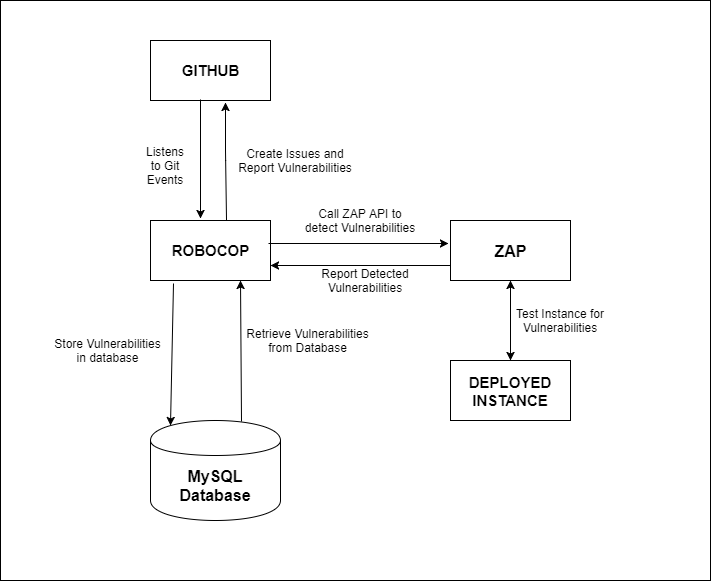 GITHUB
Listens
to Git
Events
Create Issues and
Report Vulnerabilities
Call ZAP API to
detect Vulnerabilities
ROBOCOP
ZAP
Report Detected
Vulnerabilities
Test Instance for
Vulnerabilities
Store Vulnerabilities
in database
Retrieve Vulnerabilities
from Database
DEPLOYED
INSTANCE
MySQL
Database